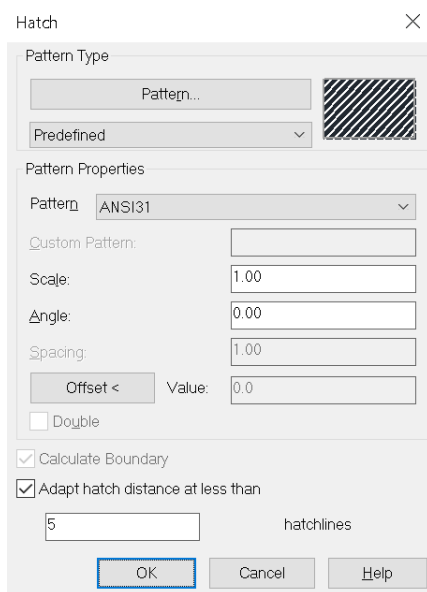 Hatch
Pattern Type
Pattern...
Predefined
Pattern Properties
Pattern ANSI31
Custom Pattern:
Scale: 1.00
Angle: 0.00
Spacing: 1.00
Offset < Value: 0.0
Double
Calculate Boundary
Adapt hatch distance at less than
5 hatchlines
OK Cancel Help